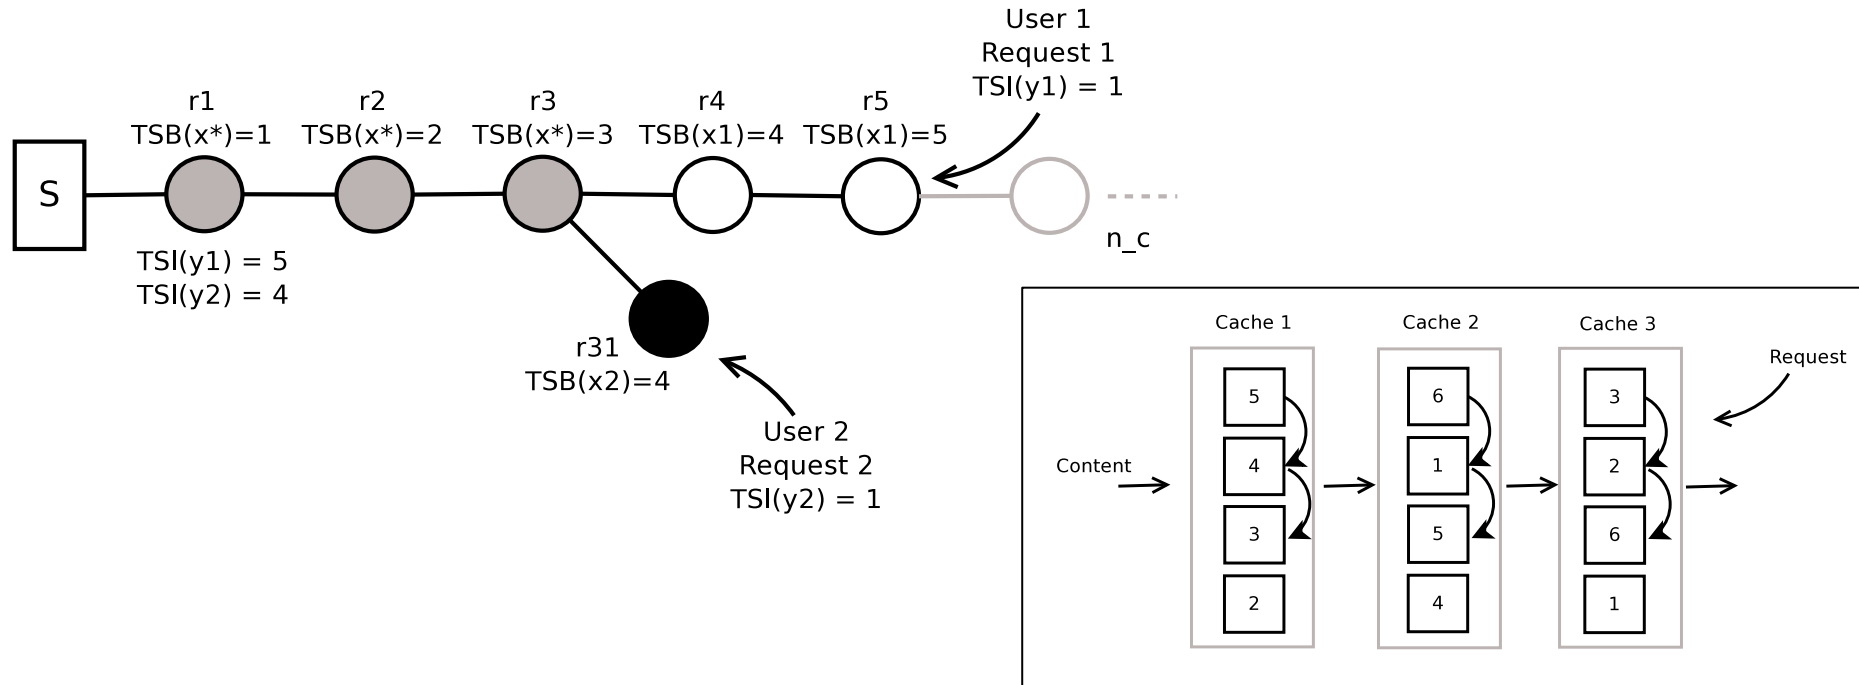 User 1
Request 1
TSI(y1) = 1
r1
TSB(x*)=1
r2
TSB(x*)=2
r3
TSB(x*)=3
r4
TSB(x1)=4
r5
TSB(x1)=5
S
n_c
TSI(y1) = 5
TSI(y2) = 4
r31
TSB(x2)=4
User 2
Request 2
TSI(y2) = 1
Cache 1
Cache 2
Cache 3
Request
Content
5
4
3
2
6
1
5
4
3
2
6
1